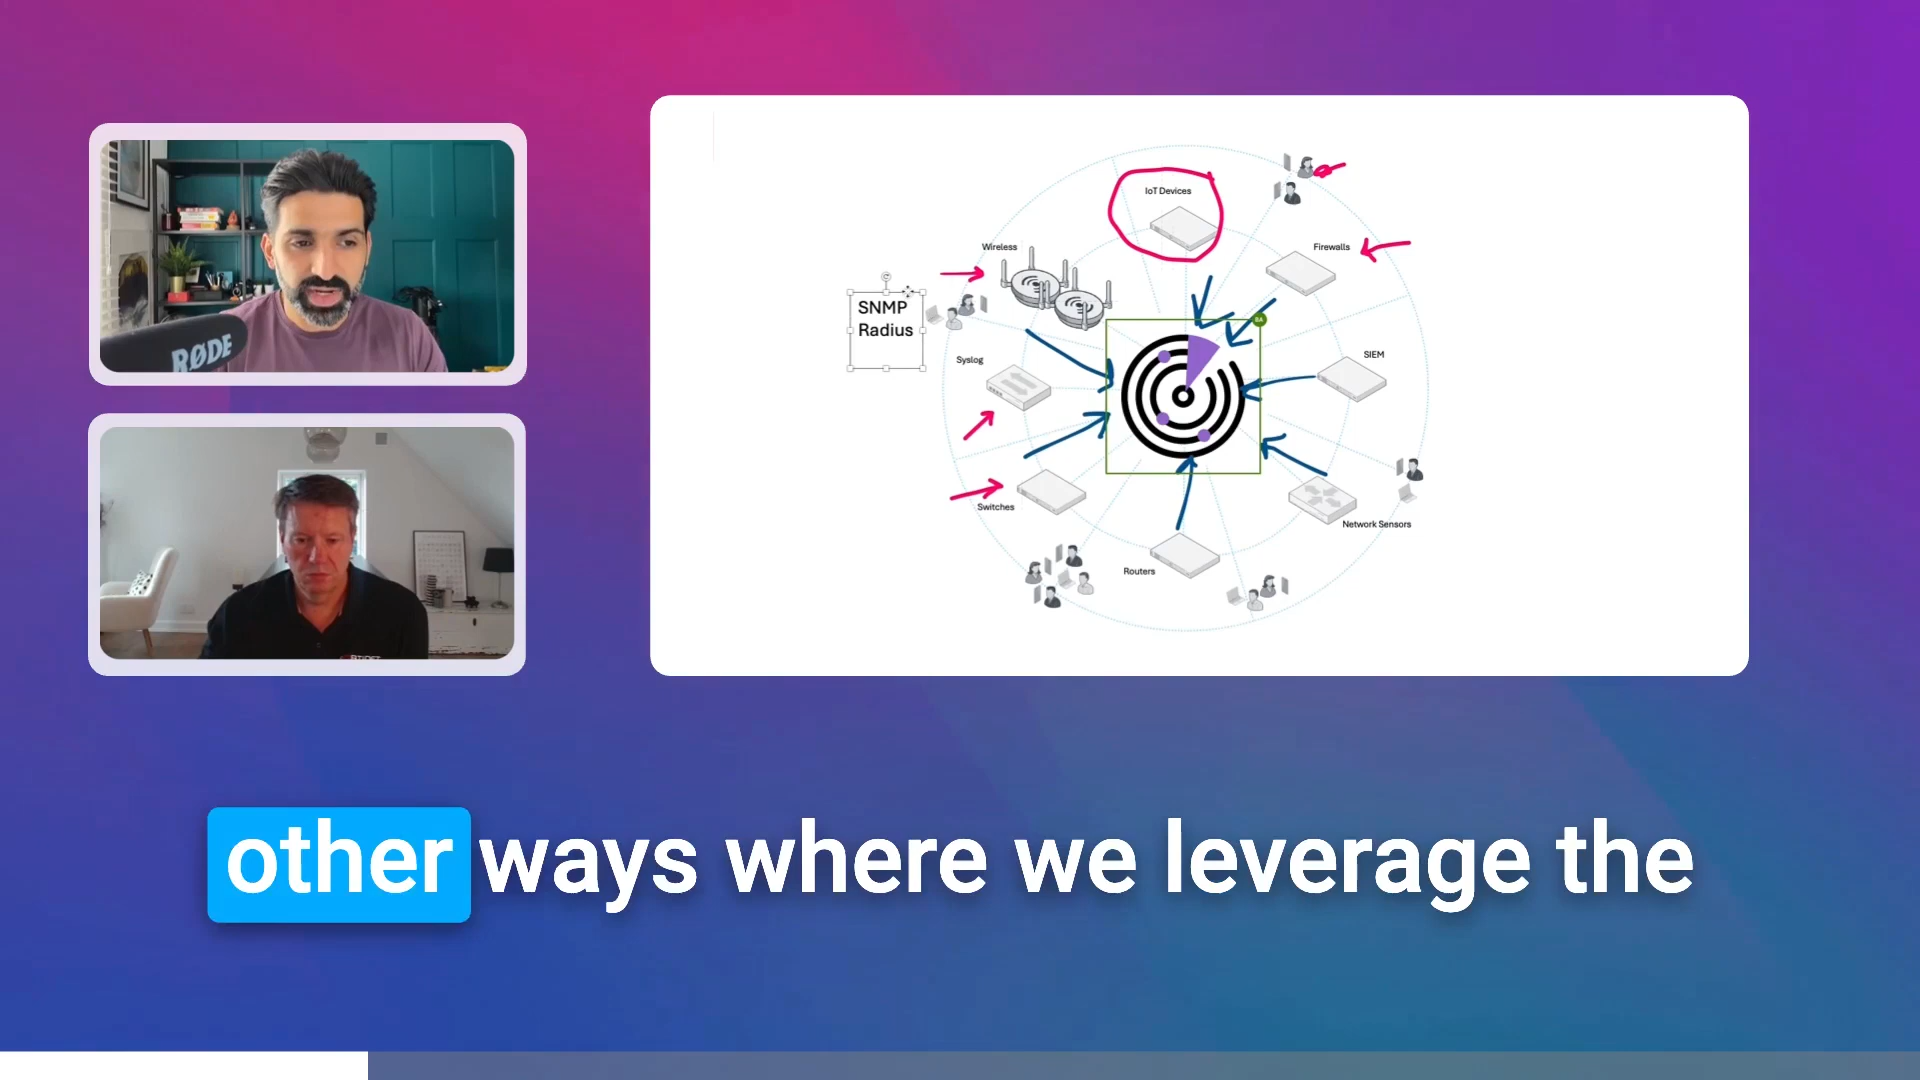 RØDE
IoT Devices
Wireless
Firewalls
SNMP
Radius
BA
Syslog
SIEM
Switches
Network Sensors
Routers
other ways where we leverage the